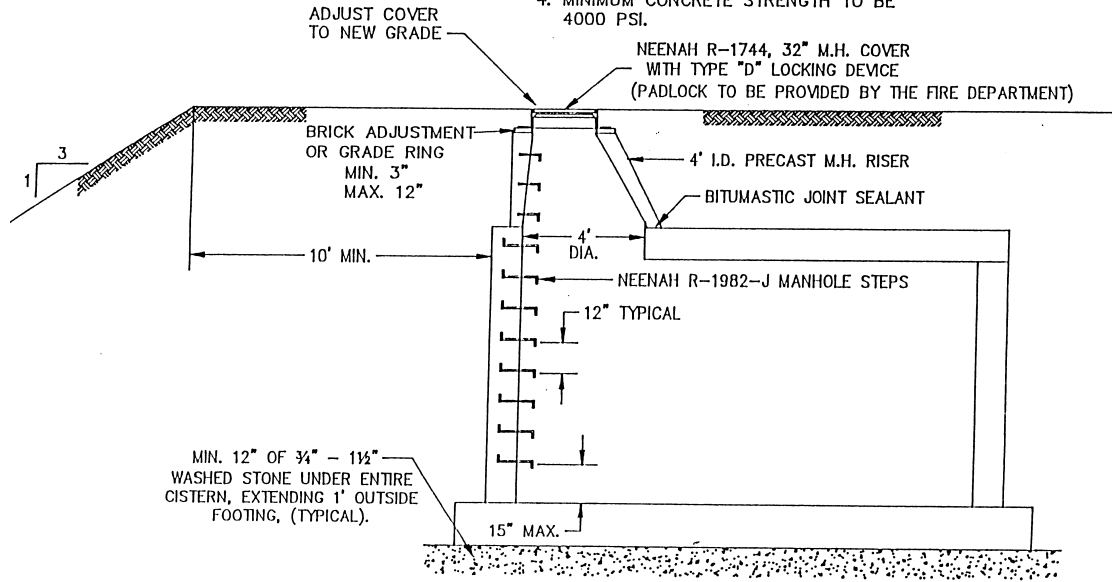 4. MINIMUM CONCRETE STRENGTH TO BE
4000 PSI.
ADJUST COVER
TO NEW GRADE
NEENAH R-1744, 32" M.H. COVER
WITH TYPE "D" LOCKING DEVICE
(PADLOCK TO BE PROVIDED BY THE FIRE DEPARTMENT)
BRICK ADJUSTMENT
OR GRADE RING
MIN. 3"
MAX. 12"
3
1
4' I.D. PRECAST M.H. RISER
BITUMASTIC JOINT SEALANT
10' MIN.
4'
DIA.
NEENAH R-1982-J MANHOLE STEPS
12" TYPICAL
MIN. 12" OF ¾" - 1½"
WASHED STONE UNDER ENTIRE
CISTERN, EXTENDING 1' OUTSIDE
FOOTING, (TYPICAL).
15" MAX.